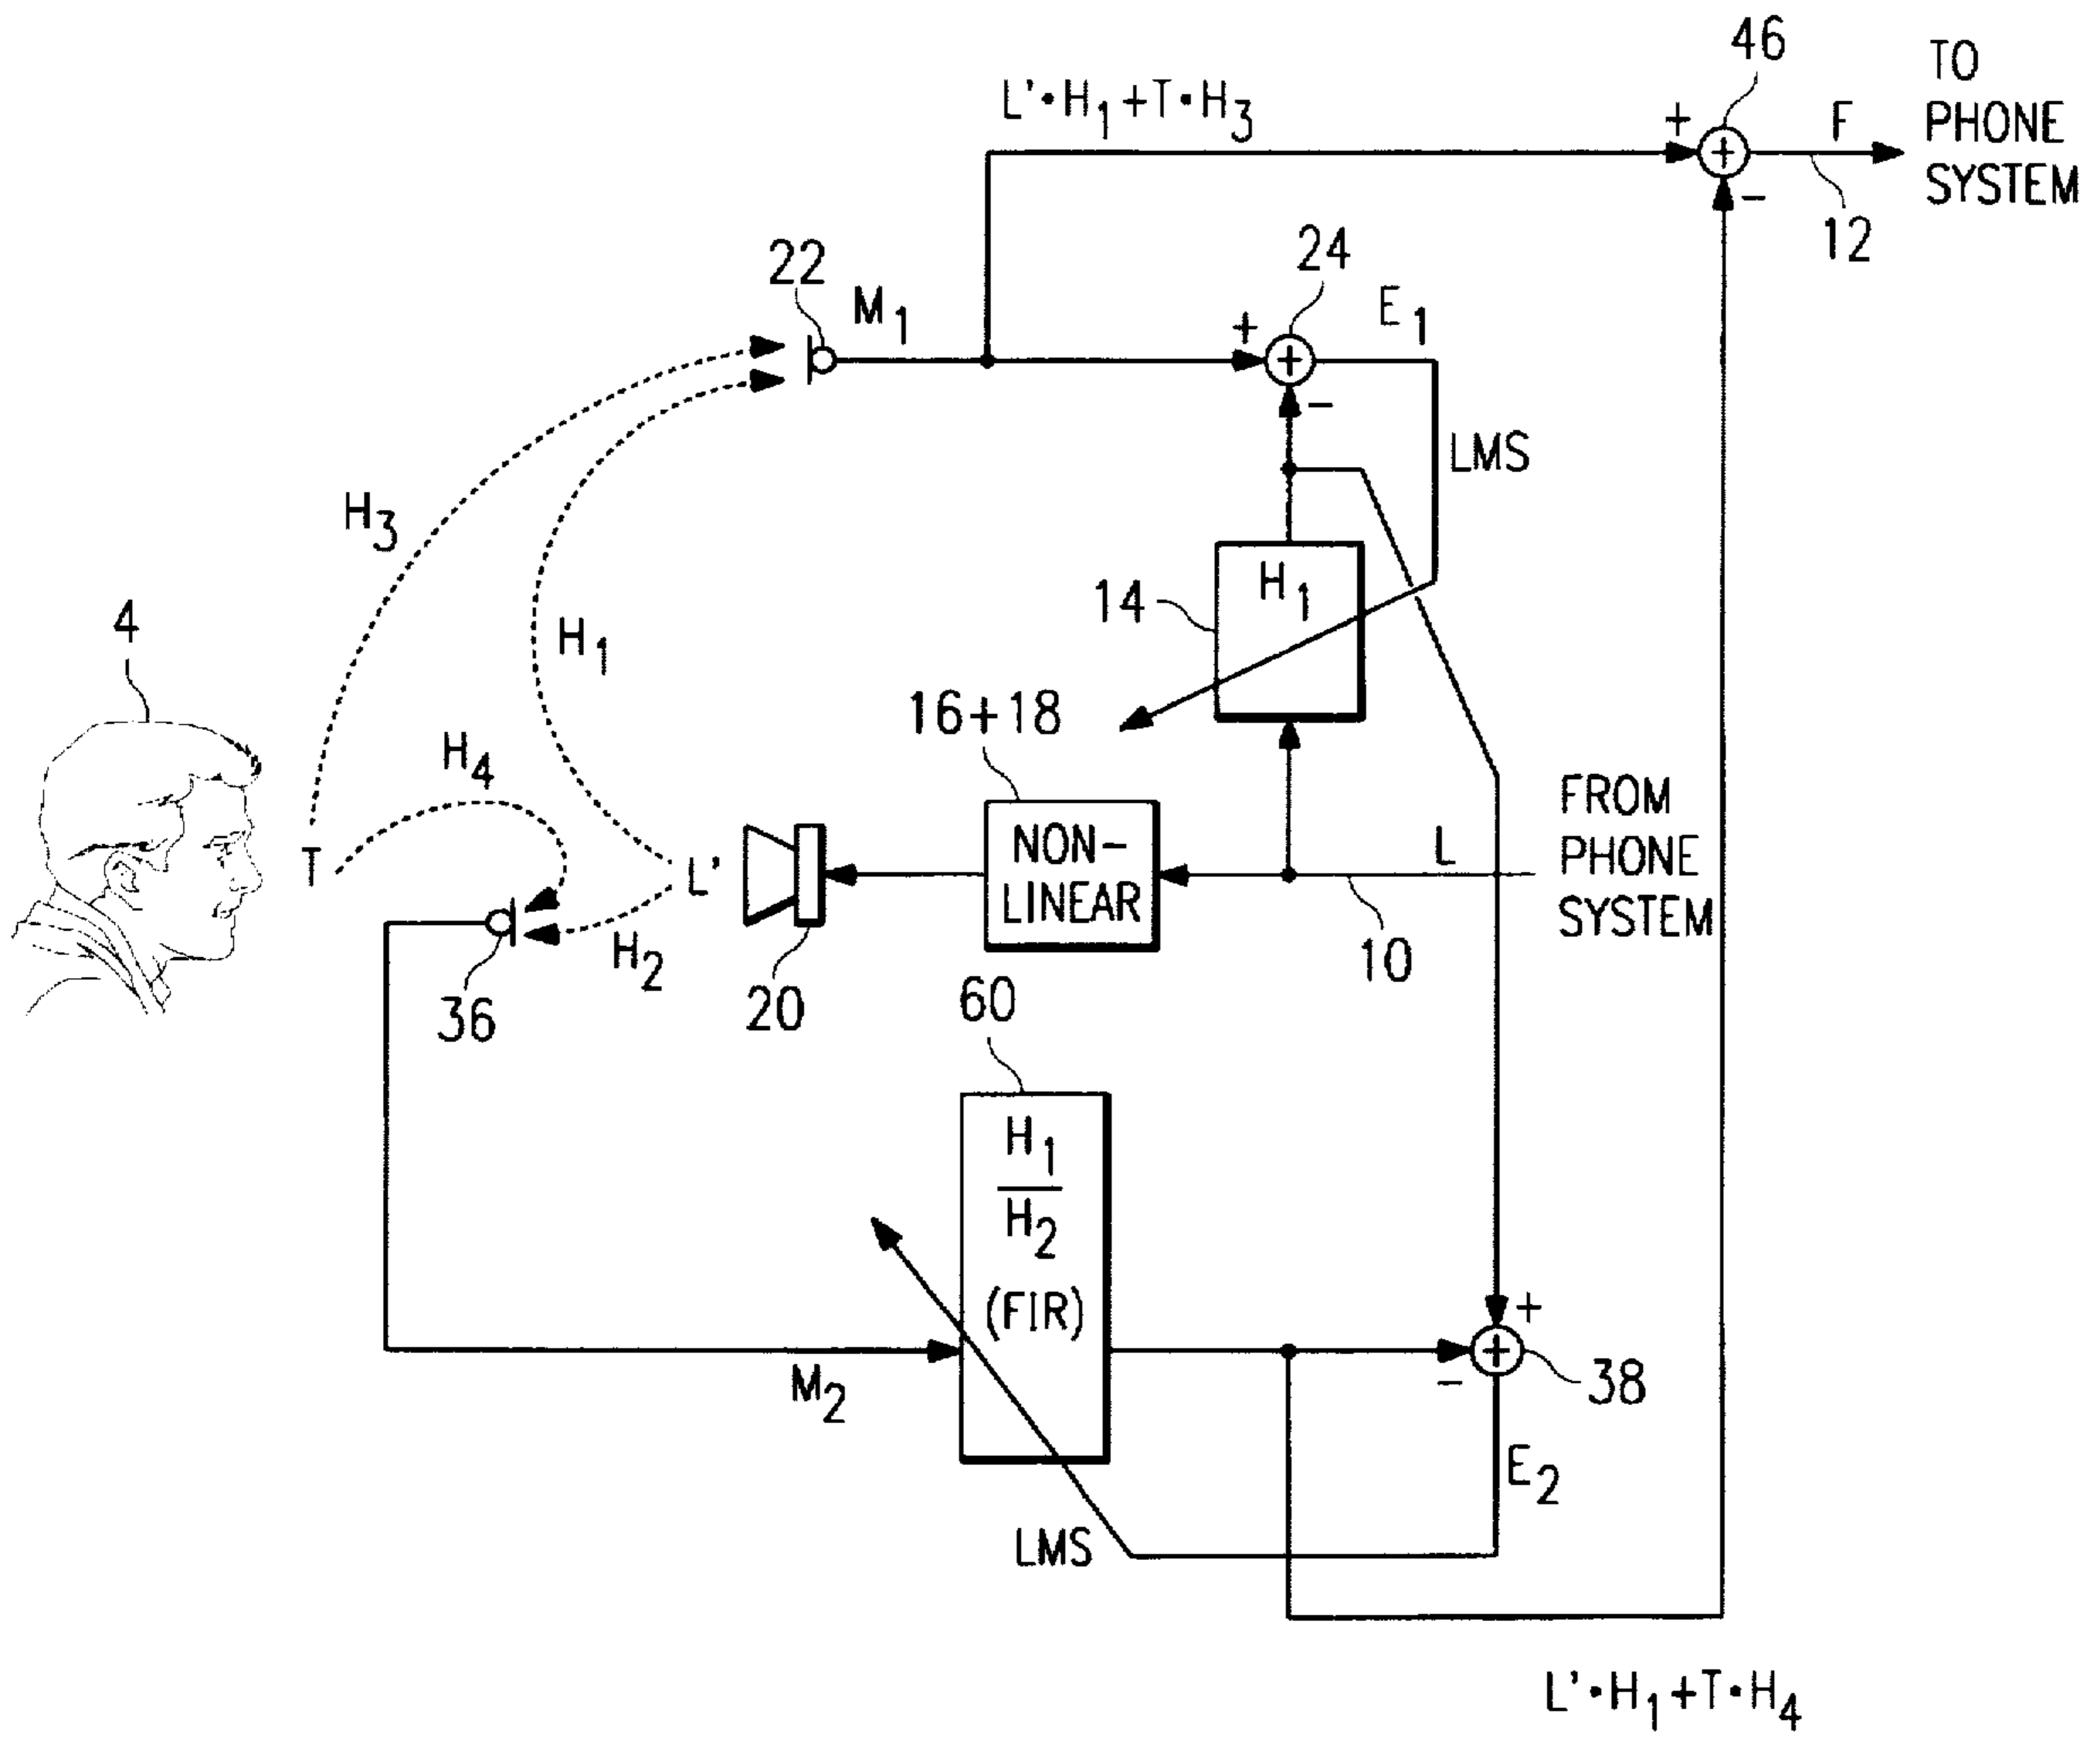 46
TO
PHONE
SYSTEM
L'·H1+T·H3
+
F
+
-
12
22
M1
24
E1
+
+
-
LMS
H3
H1
H1
14
4
16+18
H4
FROM
PHONE
SYSTEM
NON-
LINEAR
L
T
L'
H2
10
36
20
60
H1
H2
(FIR)
+
+
-
38
M2
E2
LMS
L'·H1+T·H4